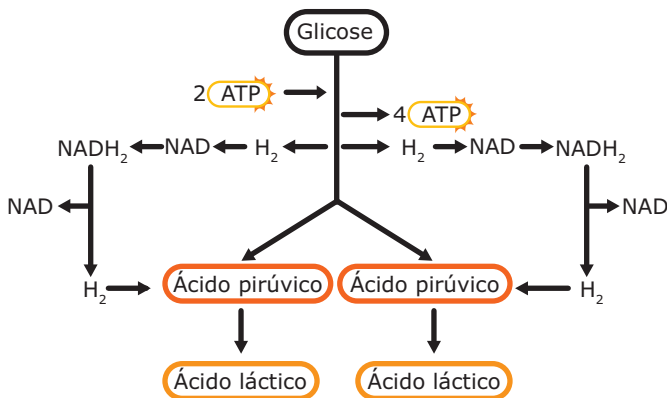 Glicose
2 ATP
4 ATP
NADH₂ NAD H₂ H₂ NAD NADH₂
NAD NAD
H₂ Ácido pirúvico Ácido pirúvico H₂
Ácido láctico Ácido láctico